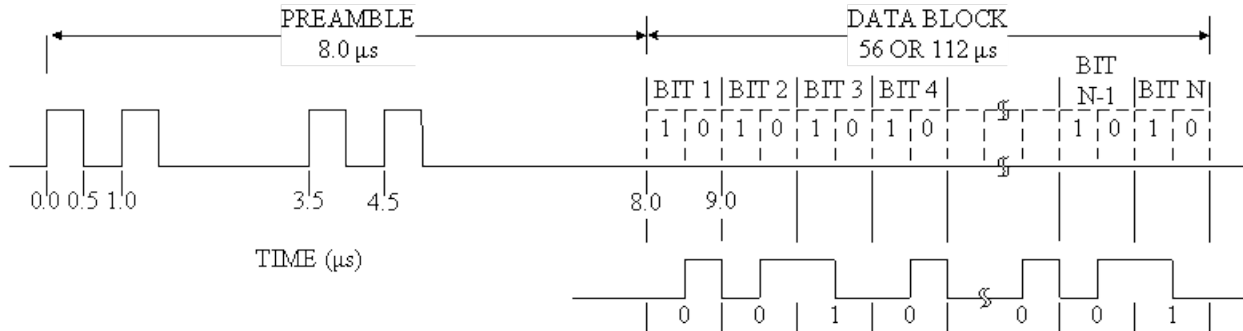 PREAMBLE
8.0 μs
DATA BLOCK
56 OR 112 μs
BIT 1 BIT 2 BIT 3 BIT 4 BIT N-1 BIT N
1 0 1 0 1 0 1 0 1 0 1 0
0.0 0.5 1.0 3.5 4.5 8.0 9.0
TIME (μs)
0 0 1 0 0 0 1